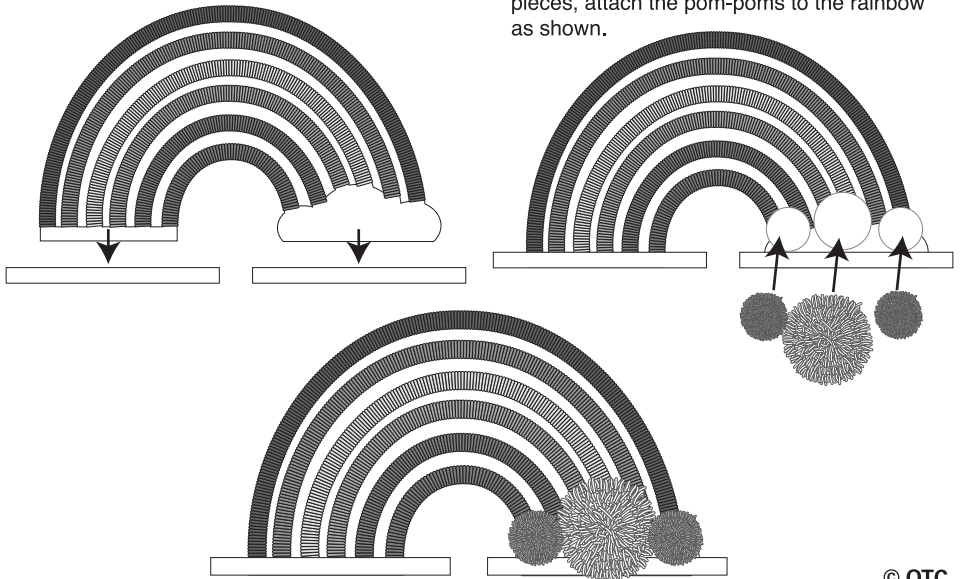 pieces, attach the pom-poms to the rainbow
as shown.
© OTC